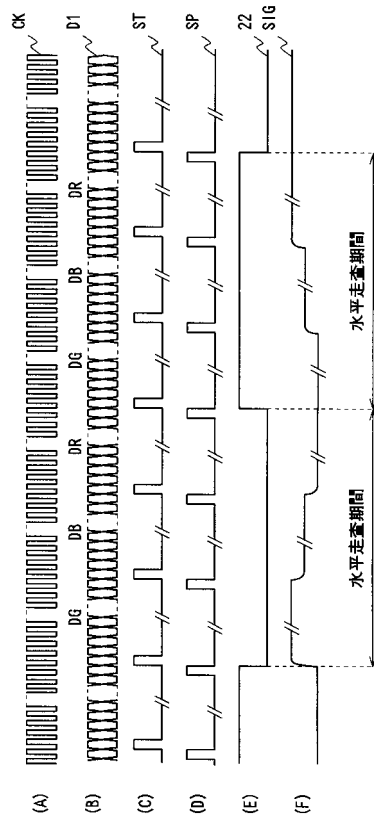 (A) CK
(B) DG DB DR DG DB DR D1
(C) ST
(D) SP
(E) 22
(F) SIG
水平走査期間 水平走査期間